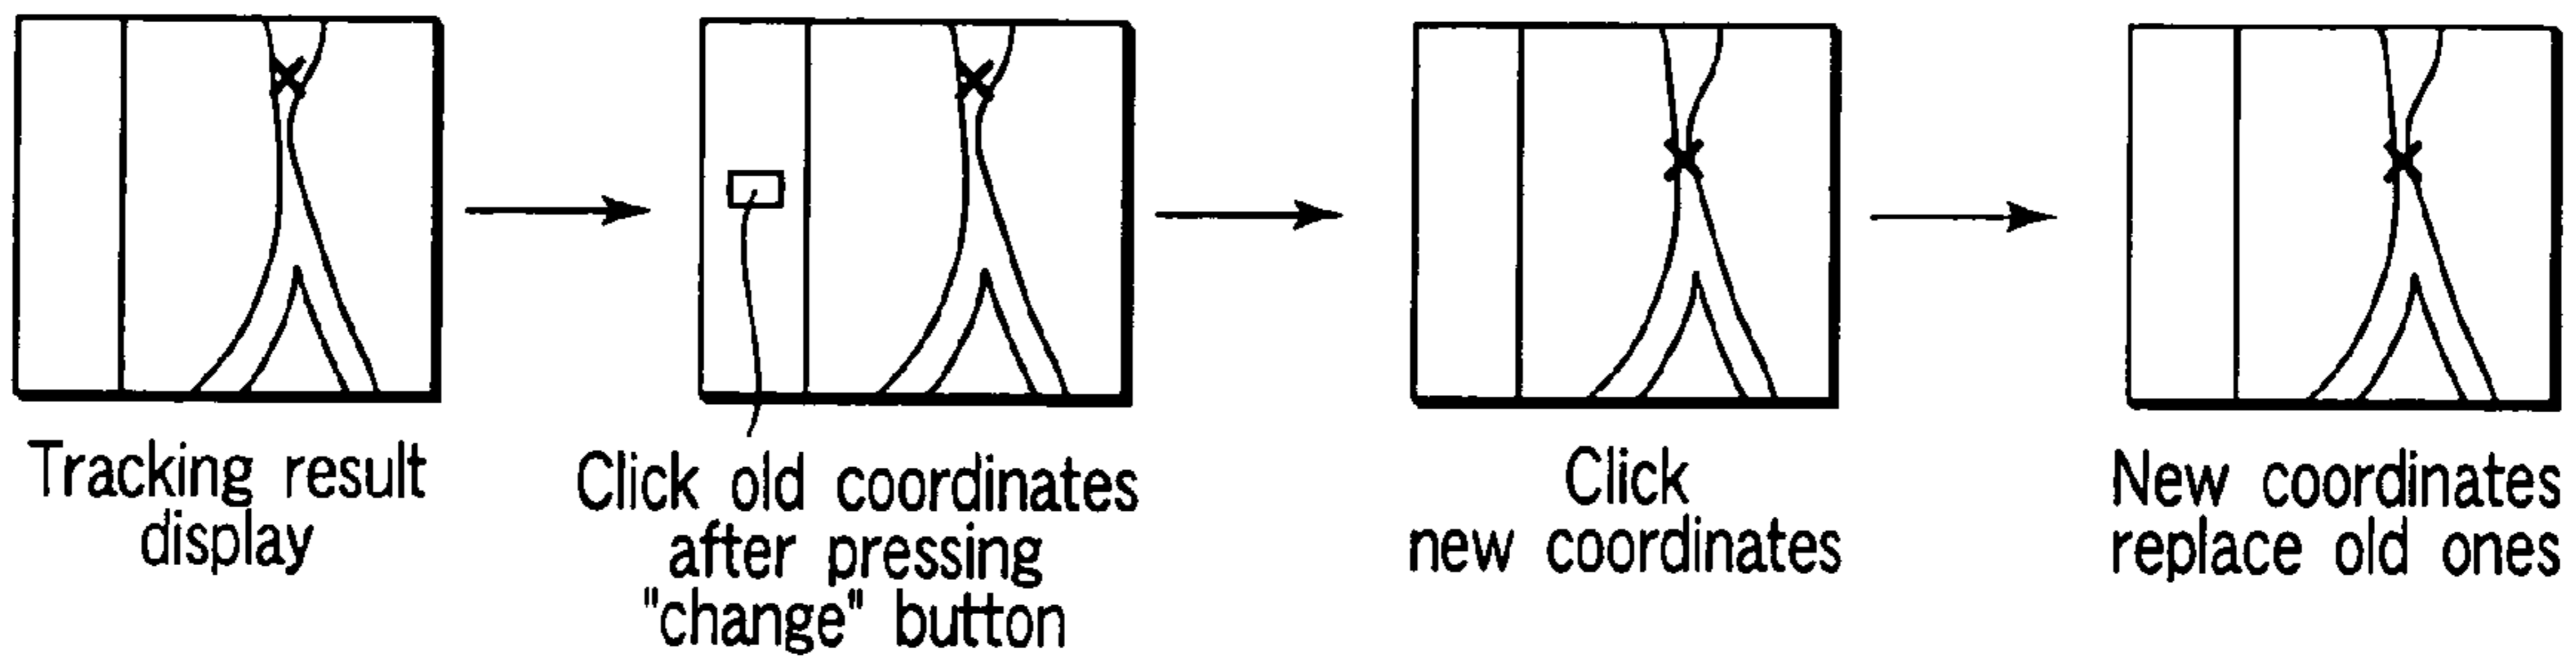 Tracking result
display
Click old coordinates
after pressing
"change" button
Click
new coordinates
New coordinates
replace old ones